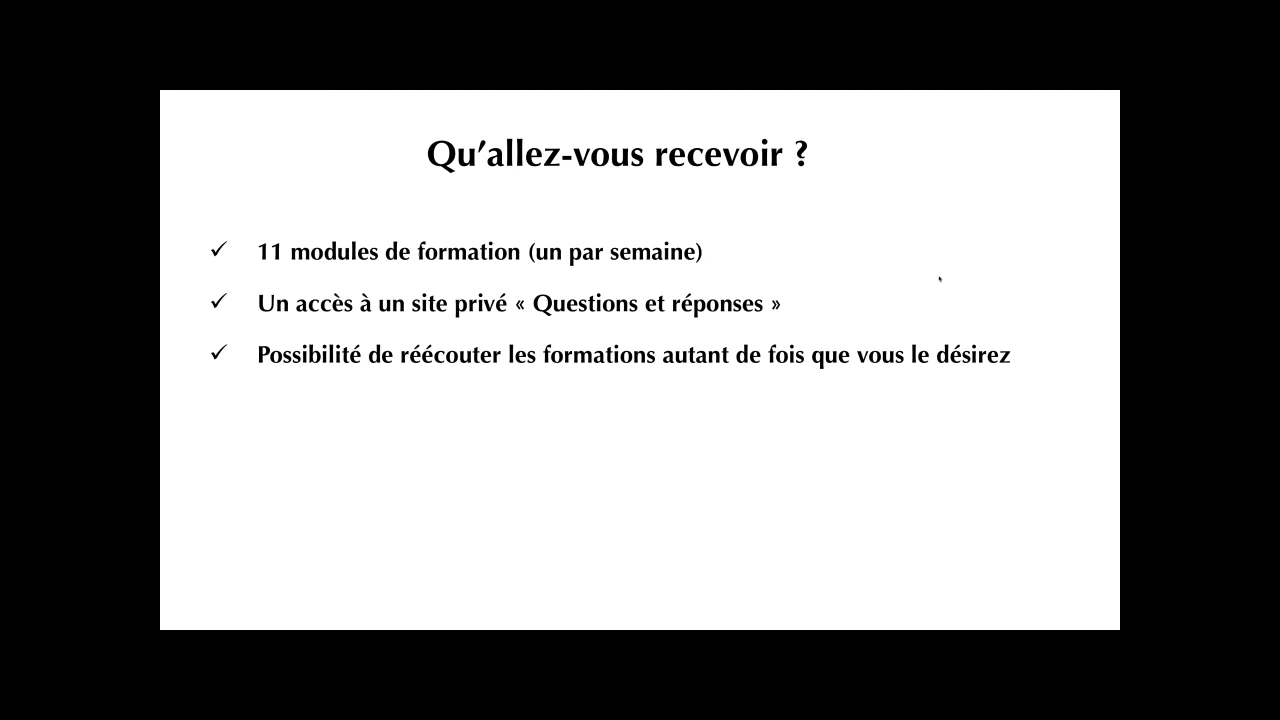 Qu’allez-vous recevoir ?
✓ 11 modules de formation (un par semaine)
✓ Un accès à un site privé « Questions et réponses »
✓ Possibilité de réécouter les formations autant de fois que vous le désirez